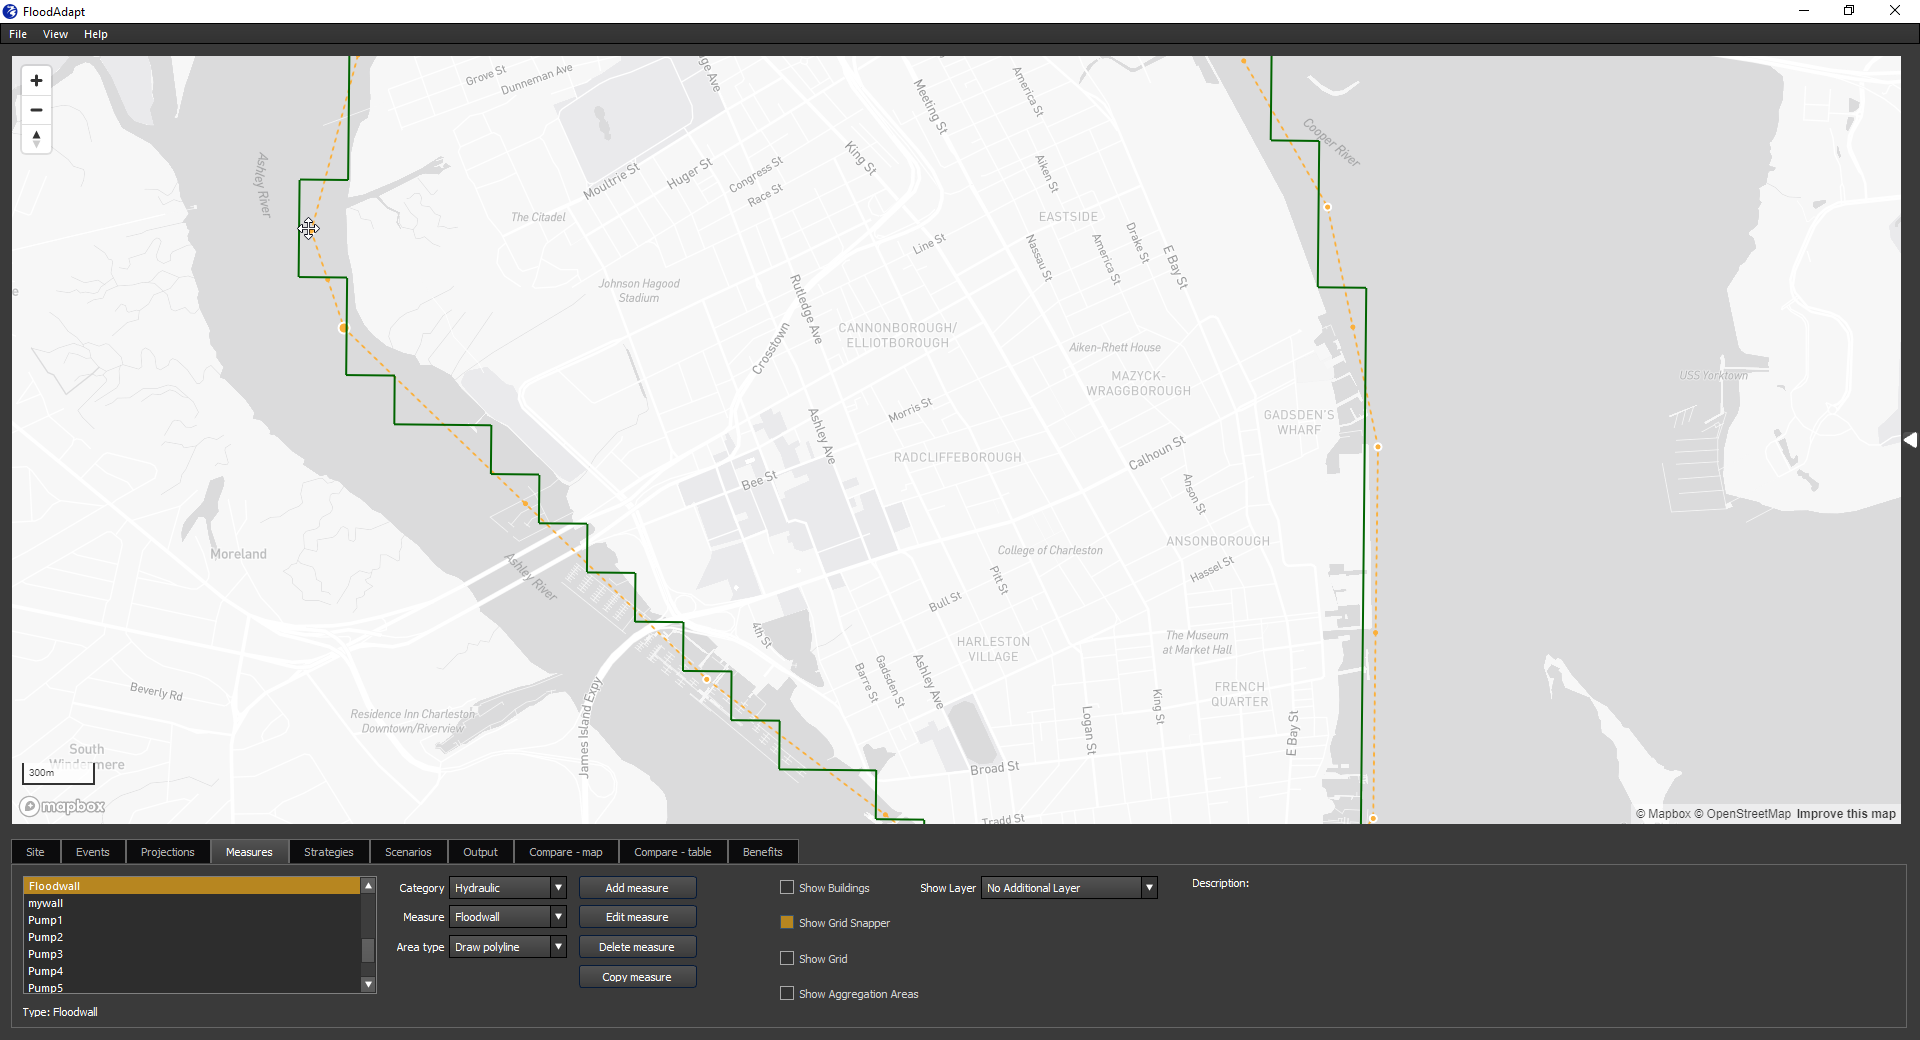 FloodAdapt
File View Help
Grove St
Dunneman Ave
ge Ave
Meeting St
America St
Cooper River
Ashley River
Moultrie St
Huger St
Congress St
Race St
King St
Aiken St
The Citadel
EASTSIDE
Line St
Nassau St
America St
Drake St
E Bay St
e
Johnson Hagood
Stadium
Rutledge Ave
Crosstown
CANNONBOROUGH/
ELLIOTBOROUGH
Aiken-Rhett House
MAZYCK-
WRAGGBOROUGH
USS Yorktown
Morris St
Ashley Ave
GADSDEN'S
WHARF
RADCLIFFEBOROUGH
Calhoun St
Bee St
Anson St
Moreland
College of Charleston
ANSONBOROUGH
Hassel St
Ashley River
Pitt St
Bull St
4th St
HARLESTON
VILLAGE
The Museum
at Market Hall
Barre St
Gadsden St
Ashley Ave
Beverly Rd
FRENCH
QUARTER
King St
Logan St
E Bay St
James Island Expy
Residence Inn Charleston
Downtown/Riverview
South
Windermere
Broad St
300m
Tradd St
mapbox
© Mapbox © OpenStreetMap Improve this map
Site Events Projections Measures Strategies Scenarios Output Compare - map Compare - table Benefits
Floodwall
mywall
Pump1
Pump2
Pump3
Pump4
Pump5
Type: Floodwall
Category Hydraulic
Measure Floodwall
Area type Draw polyline
Add measure
Edit measure
Delete measure
Copy measure
Show Buildings
Show Grid Snapper
Show Grid
Show Aggregation Areas
Show Layer No Additional Layer
Description: